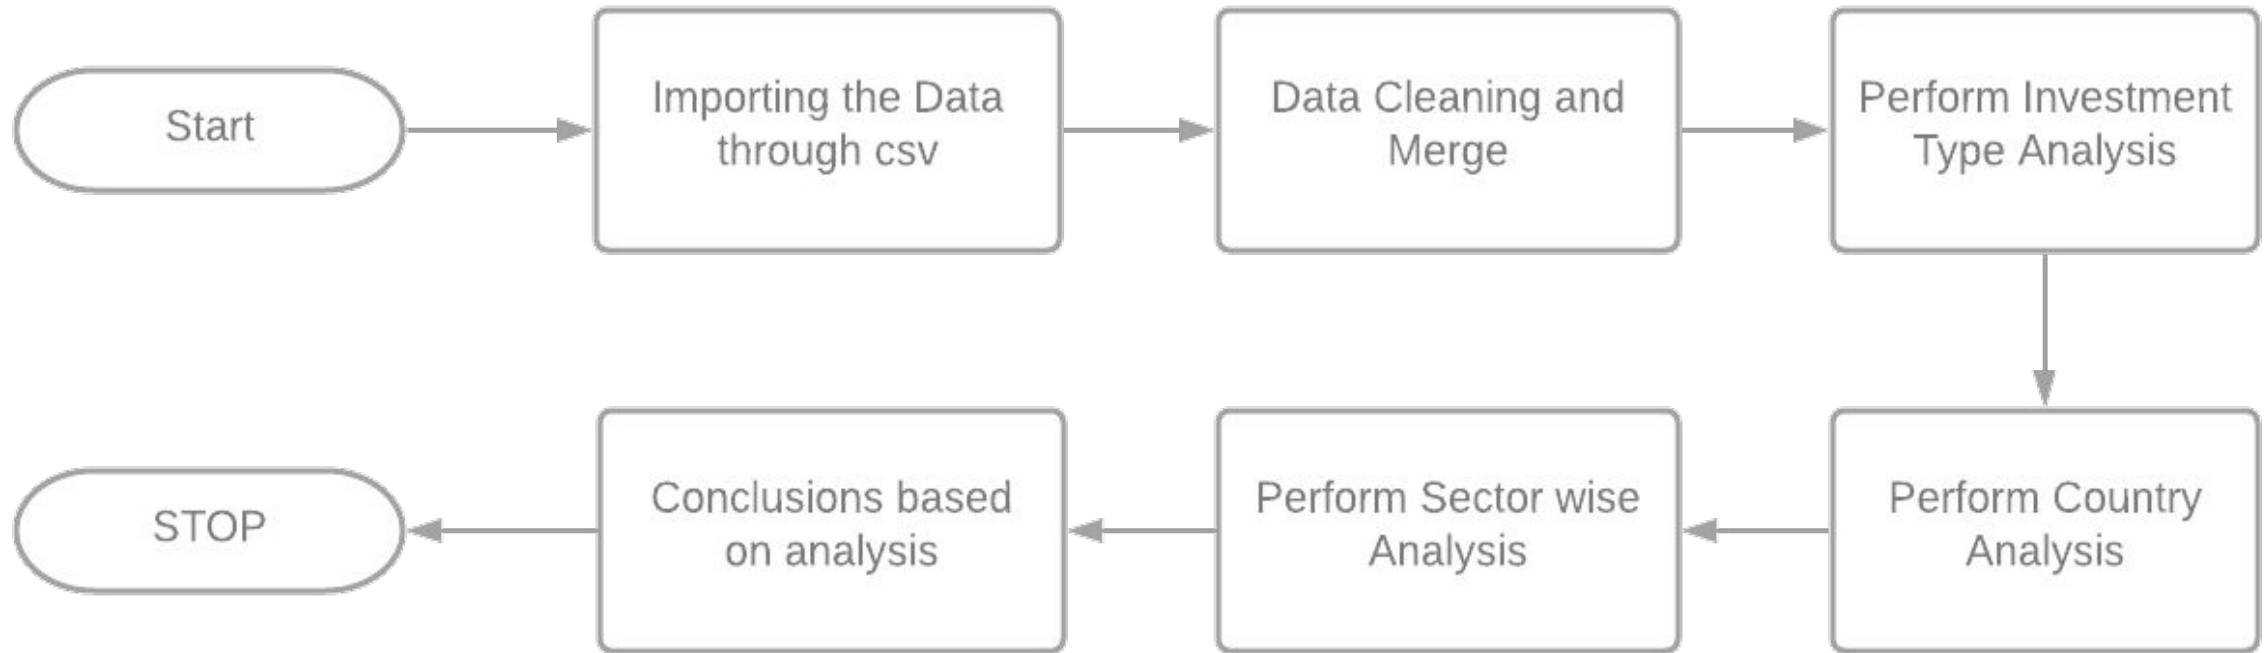 Start
Importing the Data
through csv
Data Cleaning and
Merge
Perform Investment
Type Analysis
Perform Country
Analysis
Perform Sector wise
Analysis
Conclusions based
on analysis
STOP